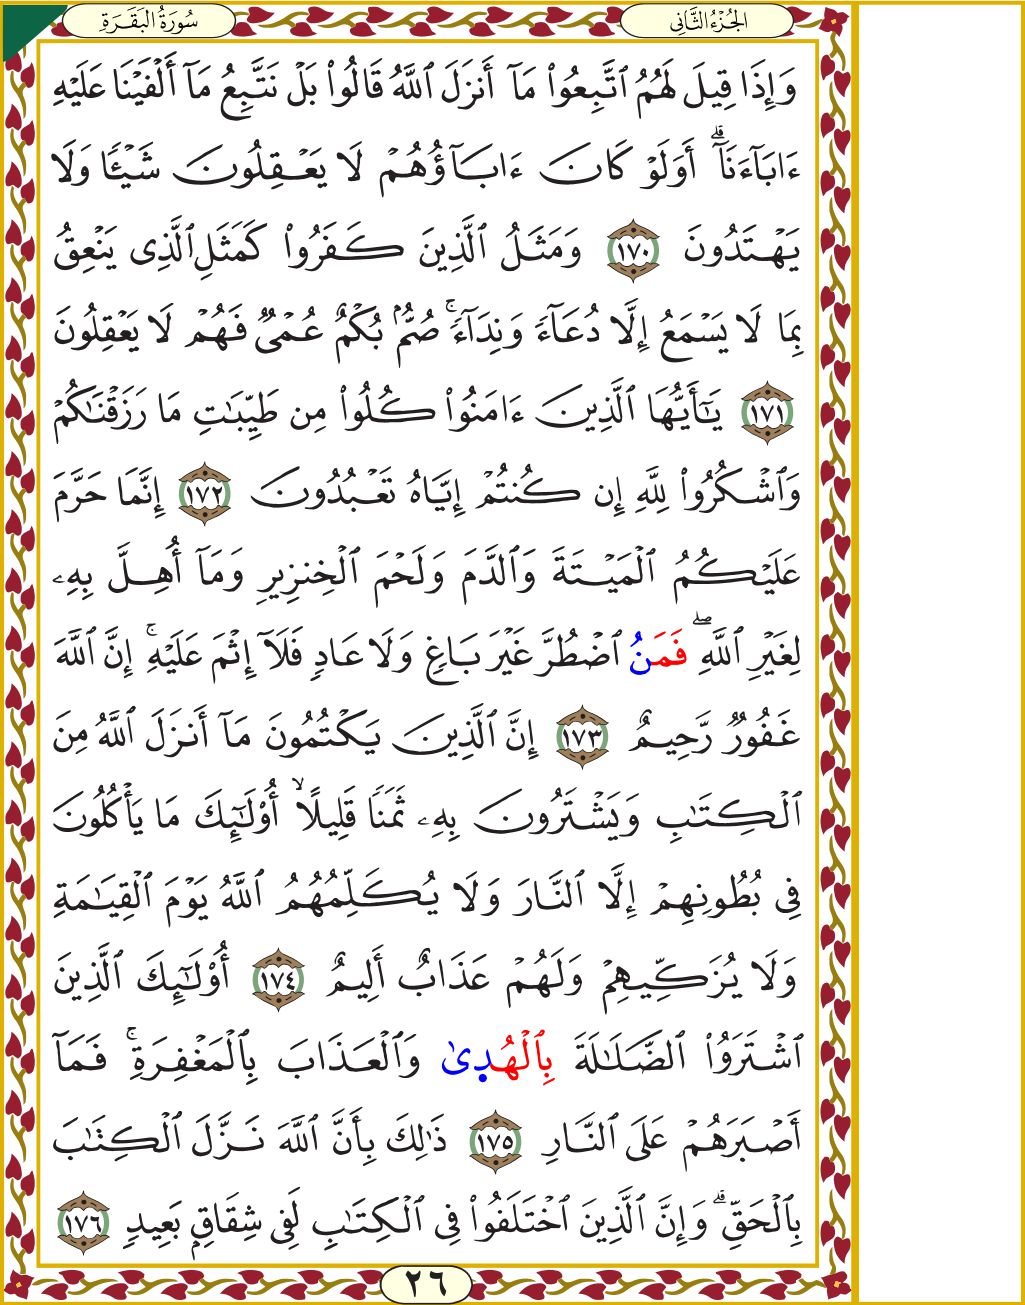 الجُزْءُ الثَّانِى
سُورَةُ البَقَرَةِ
وَإِذَا قِيلَ لَهُمُ ٱتَّبِعُوا۟ مَآ أَنزَلَ ٱللَّهُ قَالُوا۟ بَلْ نَتَّبِعُ مَآ أَلْفَيْنَا عَلَيْهِ
ءَابَآءَنَآ ۗ أَوَلَوْ كَانَ ءَابَآؤُهُمْ لَا يَعْقِلُونَ شَيْـًٔا وَلَا
يَهْتَدُونَ ١٧٠ وَمَثَلُ ٱلَّذِينَ كَفَرُوا۟ كَمَثَلِ ٱلَّذِى يَنْعِقُ
بِمَا لَا يَسْمَعُ إِلَّا دُعَآءً وَنِدَآءً ۚ صُمٌّۢ بُكْمٌ عُمْىٌ فَهُمْ لَا يَعْقِلُونَ
١٧١ يَـٰٓأَيُّهَا ٱلَّذِينَ ءَامَنُوا۟ كُلُوا۟ مِن طَيِّبَـٰتِ مَا رَزَقْنَـٰكُمْ
وَٱشْكُرُوا۟ لِلَّهِ إِن كُنتُمْ إِيَّاهُ تَعْبُدُونَ ١٧٢ إِنَّمَا حَرَّمَ
عَلَيْكُمُ ٱلْمَيْتَةَ وَٱلدَّمَ وَلَحْمَ ٱلْخِنزِيرِ وَمَآ أُهِلَّ بِهِۦ
لِغَيْرِ ٱللَّهِ ۖ فَمَنُ ٱضْطُرَّ غَيْرَ بَاغٍ وَلَا عَادٍ فَلَآ إِثْمَ عَلَيْهِ ۚ إِنَّ ٱللَّهَ
غَفُورٌ رَّحِيمٌ ١٧٣ إِنَّ ٱلَّذِينَ يَكْتُمُونَ مَآ أَنزَلَ ٱللَّهُ مِنَ
ٱلْكِتَـٰبِ وَيَشْتَرُونَ بِهِۦ ثَمَنًا قَلِيلًا ۙ أُو۟لَـٰٓئِكَ مَا يَأْكُلُونَ
فِى بُطُونِهِمْ إِلَّا ٱلنَّارَ وَلَا يُكَلِّمُهُمُ ٱللَّهُ يَوْمَ ٱلْقِيَـٰمَةِ
وَلَا يُزَكِّيهِمْ وَلَهُمْ عَذَابٌ أَلِيمٌ ١٧٤ أُو۟لَـٰٓئِكَ ٱلَّذِينَ
ٱشْتَرَوُا۟ ٱلضَّلَـٰلَةَ بِٱلْهُدِىٰ وَٱلْعَذَابَ بِٱلْمَغْفِرَةِ ۚ فَمَآ
أَصْبَرَهُمْ عَلَى ٱلنَّارِ ١٧٥ ذَٰلِكَ بِأَنَّ ٱللَّهَ نَزَّلَ ٱلْكِتَـٰبَ
بِٱلْحَقِّ ۗ وَإِنَّ ٱلَّذِينَ ٱخْتَلَفُوا۟ فِى ٱلْكِتَـٰبِ لَفِى شِقَاقٍۭ بَعِيدٍ ١٧٦
٢٦